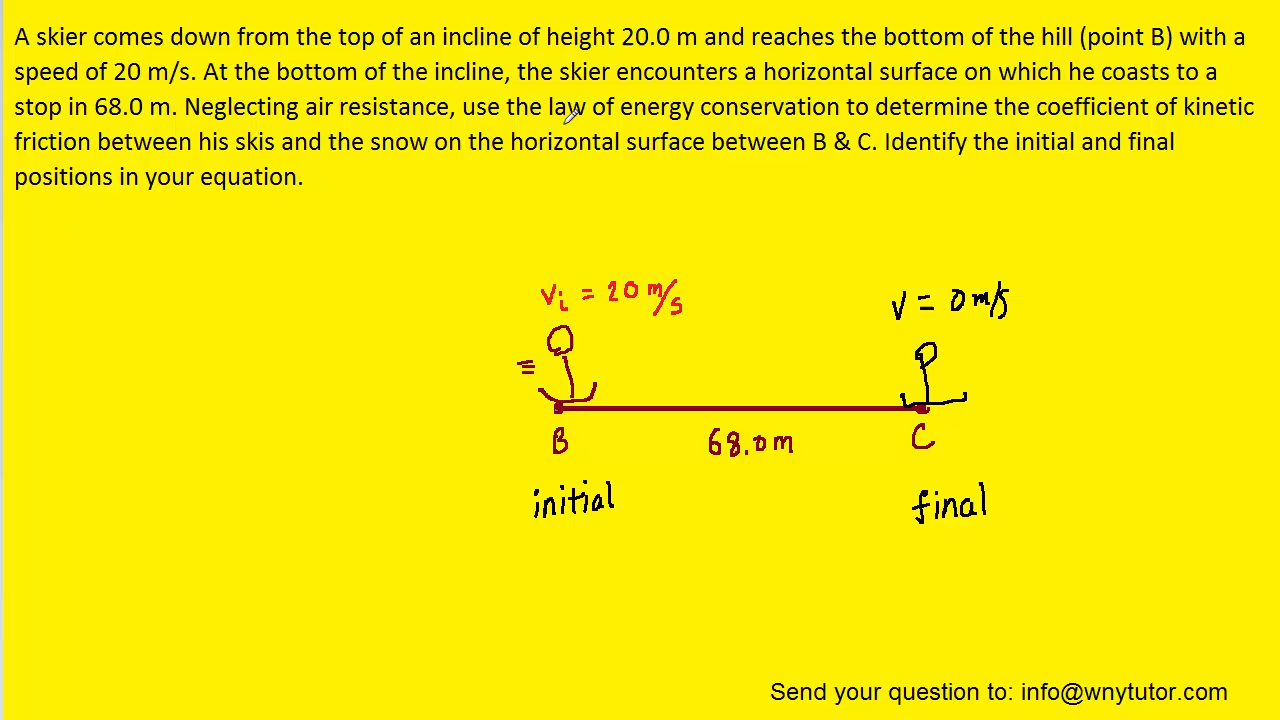 A skier comes down from the top of an incline of height 20.0 m and reaches the bottom of the hill (point B) with a
speed of 20 m/s. At the bottom of the incline, the skier encounters a horizontal surface on which he coasts to a
stop in 68.0 m. Neglecting air resistance, use the law of energy conservation to determine the coefficient of kinetic
friction between his skis and the snow on the horizontal surface between B & C. Identify the initial and final
positions in your equation.
vi = 20 m/s
v = 0 m/s
B
68.0 m
C
initial
final
Send your question to: info@wnytutor.com